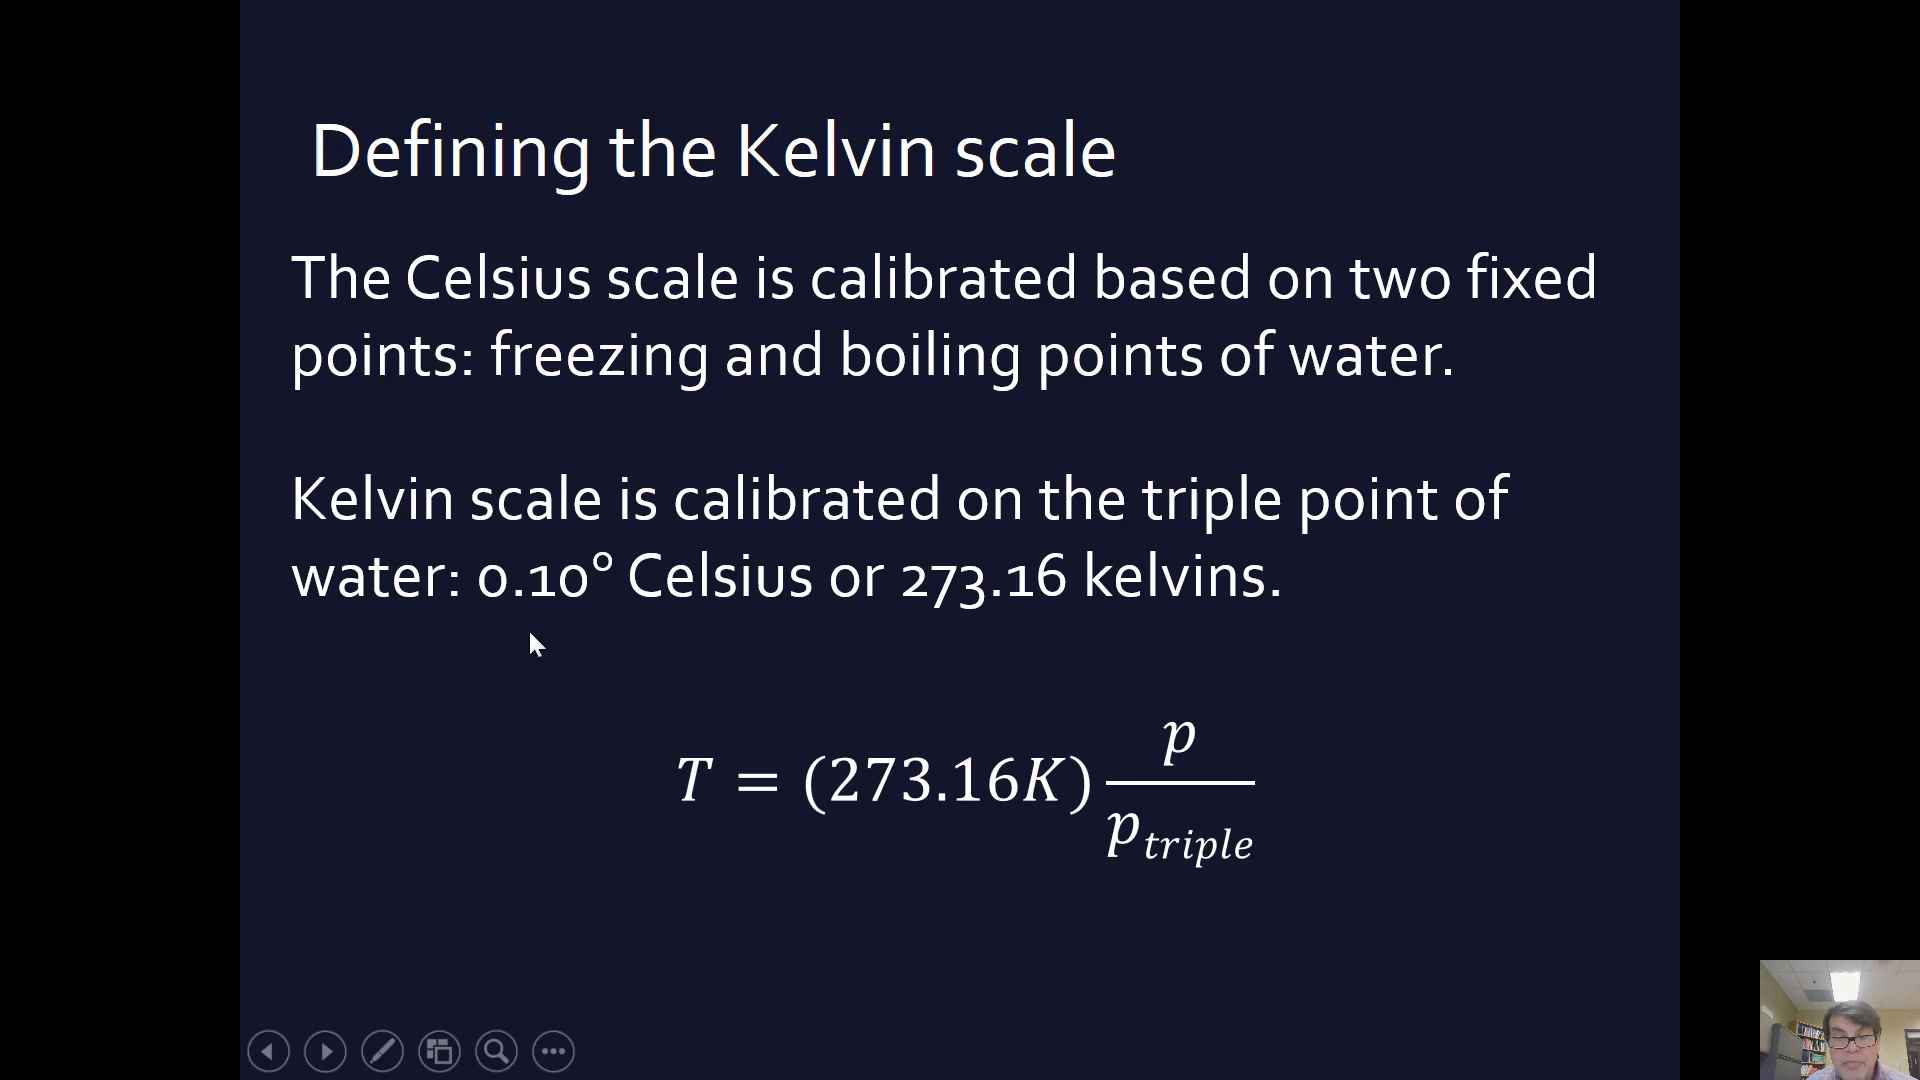 Defining the Kelvin scale
The Celsius scale is calibrated based on two fixed
points: freezing and boiling points of water.
Kelvin scale is calibrated on the triple point of
water: 0.10° Celsius or 273.16 kelvins.
T = (273.16K) p / p_triple